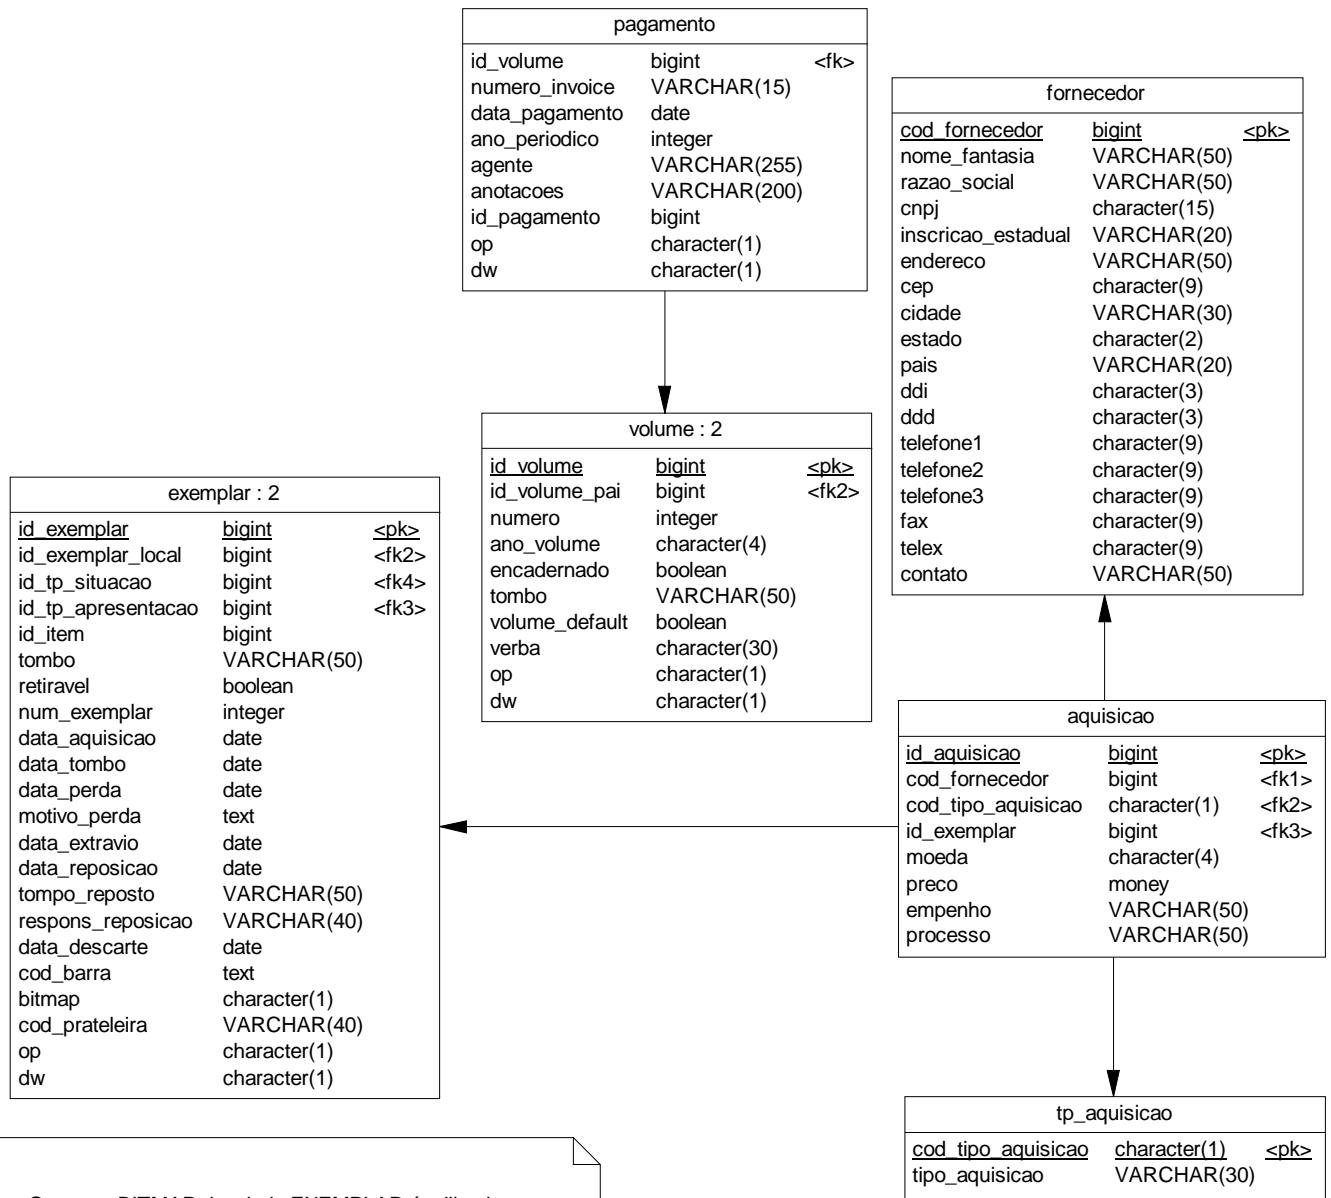 pagamento
id_volume bigint <fk>
numero_invoice VARCHAR(15)
data_pagamento date
ano_periodico integer
agente VARCHAR(255)
anotacoes VARCHAR(200)
id_pagamento bigint
op character(1)
dw character(1)
fornecedor
cod_fornecedor bigint <pk>
nome_fantasia VARCHAR(50)
razao_social VARCHAR(50)
cnpj character(15)
inscricao_estadual VARCHAR(20)
endereco VARCHAR(50)
cep character(9)
cidade VARCHAR(30)
estado character(2)
pais VARCHAR(20)
ddi character(3)
ddd character(3)
telefone1 character(9)
telefone2 character(9)
telefone3 character(9)
fax character(9)
telex character(9)
contato VARCHAR(50)
volume : 2
id_volume bigint <pk>
id_volume_pai bigint <fk2>
numero integer
ano_volume character(4)
encadernado boolean
tombo VARCHAR(50)
volume_default boolean
verba character(30)
op character(1)
dw character(1)
exemplar : 2
id_exemplar bigint <pk>
id_exemplar_local bigint <fk2>
id_tp_situacao bigint <fk4>
id_tp_apresentacao bigint <fk3>
id_item bigint
tombo VARCHAR(50)
retiravel boolean
num_exemplar integer
data_aquisicao date
data_tombo date
data_perda date
motivo_perda text
data_extravio date
data_reposicao date
tompo_reposto VARCHAR(50)
respons_reposicao VARCHAR(40)
data_descarte date
cod_barra text
bitmap character(1)
cod_prateleira VARCHAR(40)
op character(1)
dw character(1)
aquisicao
id_aquisicao bigint <pk>
cod_fornecedor bigint <fk1>
cod_tipo_aquisicao character(1) <fk2>
id_exemplar bigint <fk3>
moeda character(4)
preco money
empenho VARCHAR(50)
processo VARCHAR(50)
tp_aquisicao
cod_tipo_aquisicao character(1) <pk>
tipo_aquisicao VARCHAR(30)